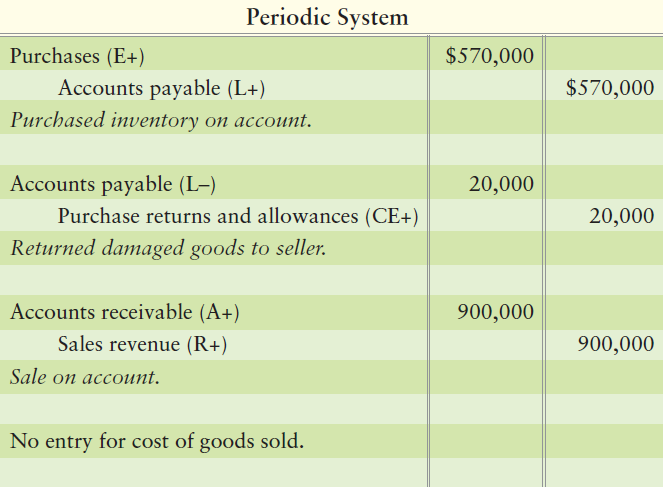 Periodic System
Purchases (E+) $570,000
Accounts payable (L+) $570,000
Purchased inventory on account.
Accounts payable (L–) 20,000
Purchase returns and allowances (CE+) 20,000
Returned damaged goods to seller.
Accounts receivable (A+) 900,000
Sales revenue (R+) 900,000
Sale on account.
No entry for cost of goods sold.